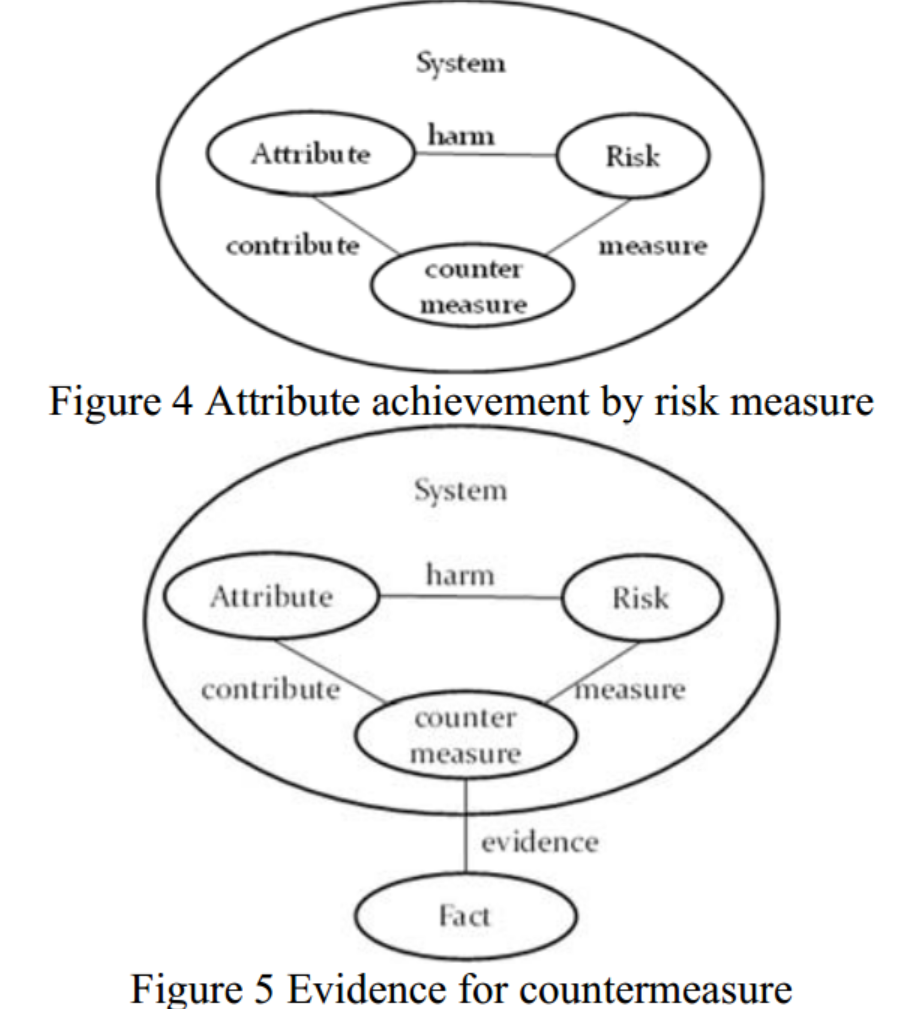 System
Attribute
harm
Risk
contribute
measure
counter
measure
Figure 4 Attribute achievement by risk measure
System
Attribute
harm
Risk
contribute
measure
counter
measure
evidence
Fact
Figure 5 Evidence for countermeasure